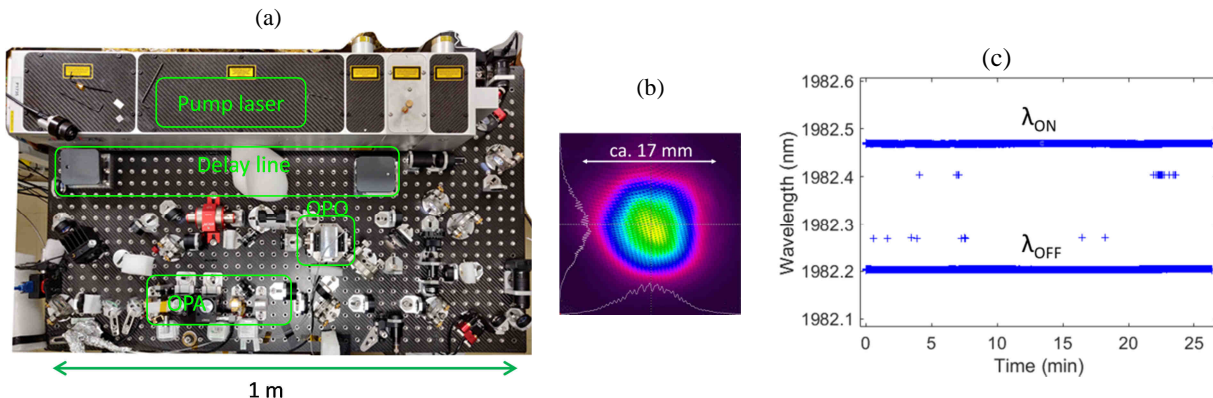 (a)
Pump laser
Delay line
OPO
OPA
1 m
(b)
ca. 17 mm
(c)
Wavelength (nm)
1982.6
1982.5
1982.4
1982.3
1982.2
1982.1
λON
λOFF
0
5
10
15
20
25
Time (min)